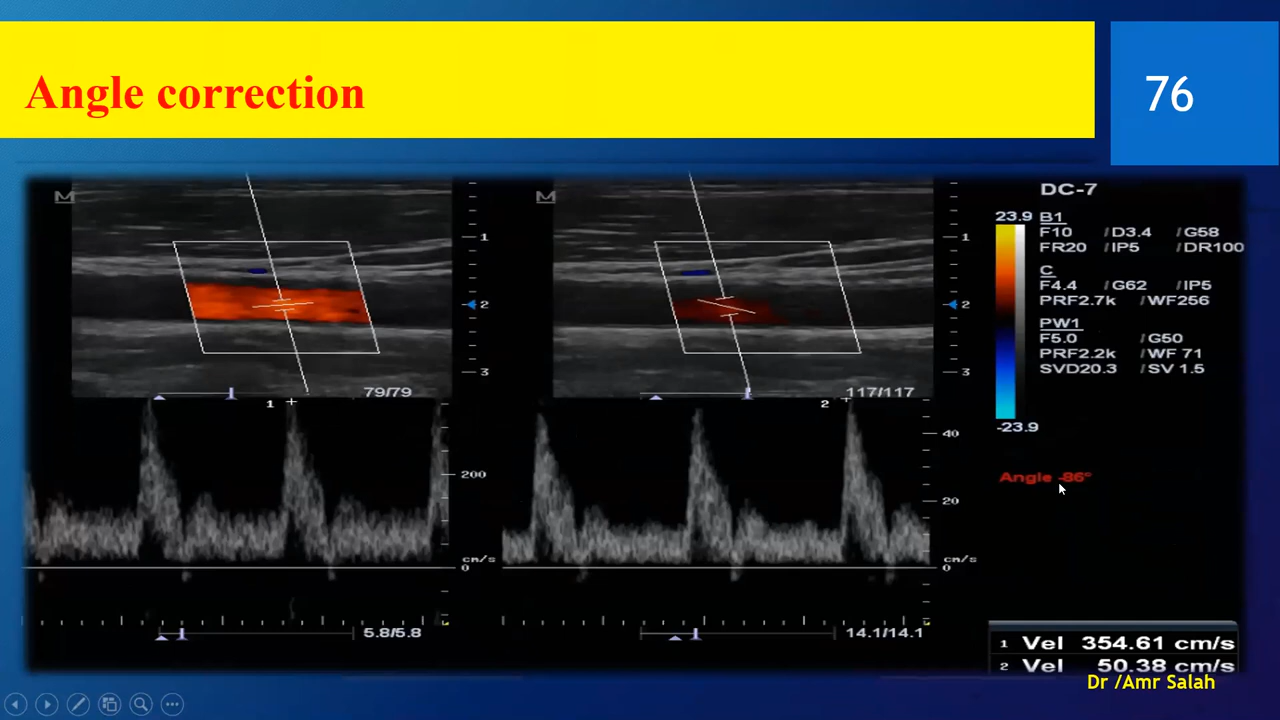 Angle correction
76
M
M
1
2
3
1
2
3
79/79
117/117
1
2
200
cm/s
0
40
20
cm/s
0
5.8/5.8
14.1/14.1
DC-7
23.9
-23.9
B1
F10 /D3.4 /G58
FR20 /IP5 /DR100
C
F4.4 /G62 /IP5
PRF2.7k /WF256
PW1
F5.0 /G50
PRF2.2k /WF 71
SVD20.3 /SV 1.5
Angle -86°
1 Vel 354.61 cm/s
2 Vel 50.38 cm/s
Dr /Amr Salah